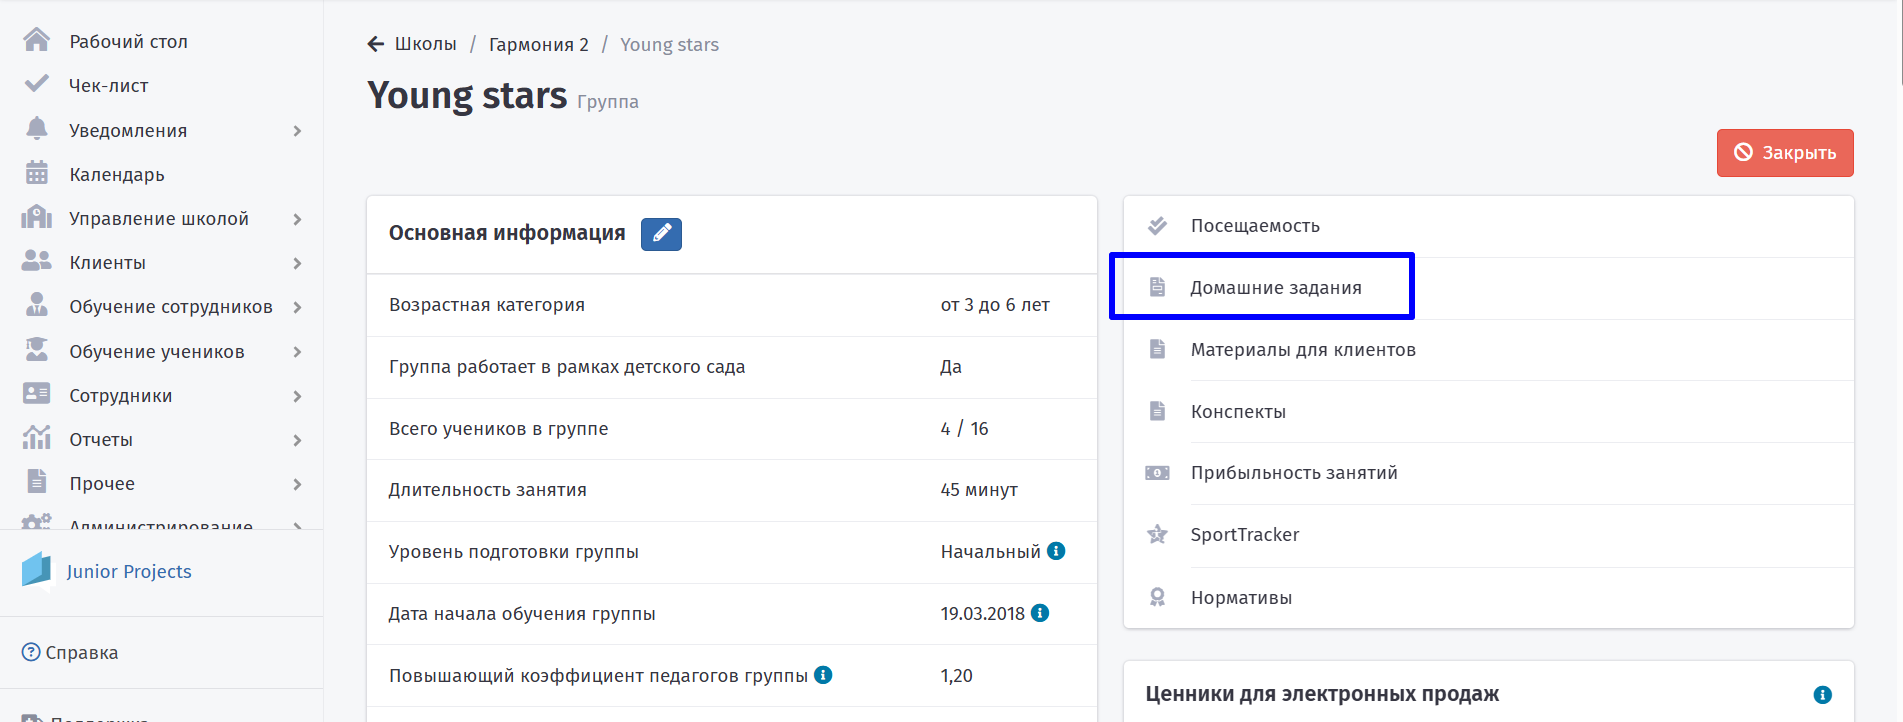 Рабочий стол
Чек-лист
Уведомления
Календарь
Управление школой
Клиенты
Обучение сотрудников
Обучение учеников
Сотрудники
Отчеты
Прочее
Администрирование
Junior Projects
Справка
Поддержка
Школы / Гармония 2 / Young stars
Young stars Группа
Закрыть
Основная информация
Возрастная категория от 3 до 6 лет
Группа работает в рамках детского сада Да
Всего учеников в группе 4 / 16
Длительность занятия 45 минут
Уровень подготовки группы Начальный
Дата начала обучения группы 19.03.2018
Повышающий коэффициент педагогов группы 1,20
Посещаемость
Домашние задания
Материалы для клиентов
Конспекты
Прибыльность занятий
SportTracker
Нормативы
Ценники для электронных продаж